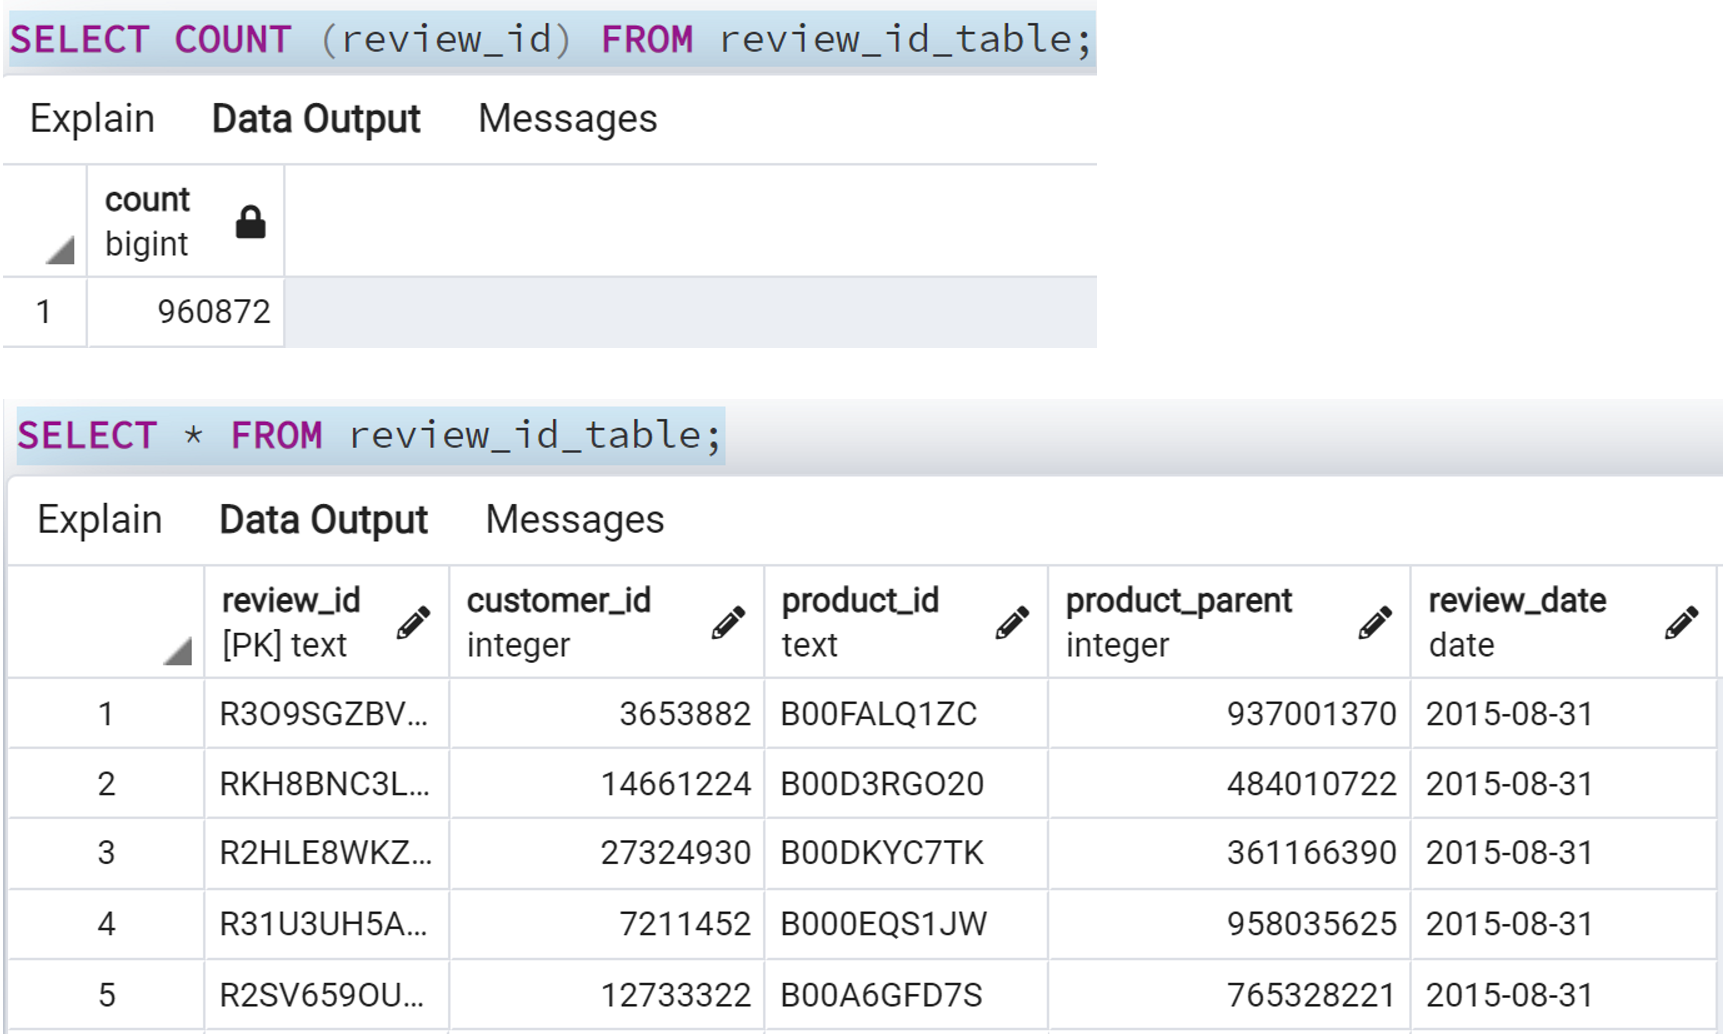 SELECT COUNT (review_id) FROM review_id_table;
Explain Data Output Messages
count
bigint
1 960872
SELECT * FROM review_id_table;
Explain Data Output Messages
review_id customer_id product_id product_parent review_date
[PK] text integer text integer date
1 R3O9SGZBV... 3653882 B00FALQ1ZC 937001370 2015-08-31
2 RKH8BNC3L... 14661224 B00D3RGO20 484010722 2015-08-31
3 R2HLE8WKZ... 27324930 B00DKYC7TK 361166390 2015-08-31
4 R31U3UH5A... 7211452 B000EQS1JW 958035625 2015-08-31
5 R2SV659OU... 12733322 B00A6GFD7S 765328221 2015-08-31